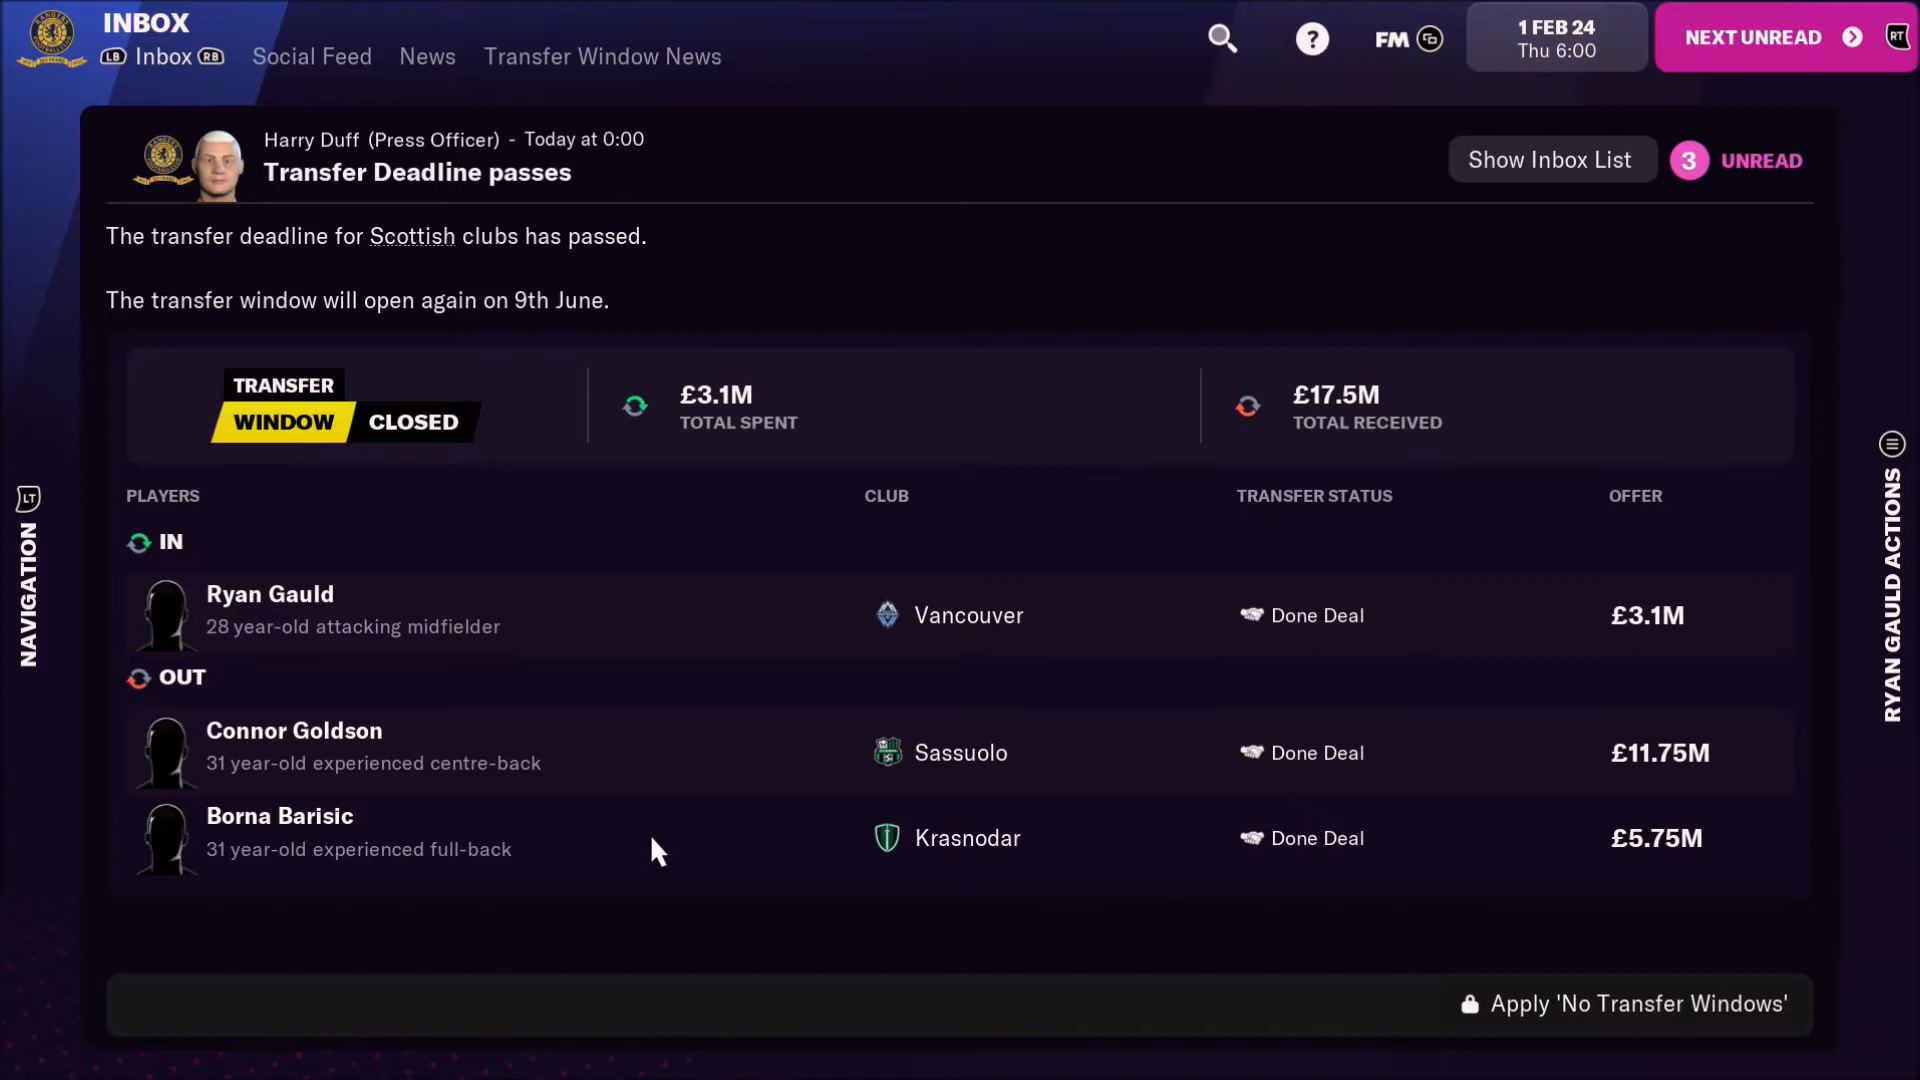 INBOX
LB Inbox RB Social Feed News Transfer Window News
? FM
1 FEB 24
Thu 6:00
NEXT UNREAD RT
Harry Duff (Press Officer) - Today at 0:00
Transfer Deadline passes
Show Inbox List 3 UNREAD
The transfer deadline for Scottish clubs has passed.
The transfer window will open again on 9th June.
TRANSFER
WINDOW CLOSED
£3.1M
TOTAL SPENT
£17.5M
TOTAL RECEIVED
PLAYERS CLUB TRANSFER STATUS OFFER
IN
Ryan Gauld
28 year-old attacking midfielder
Vancouver Done Deal £3.1M
OUT
Connor Goldson
31 year-old experienced centre-back
Sassuolo Done Deal £11.75M
Borna Barisic
31 year-old experienced full-back
Krasnodar Done Deal £5.75M
Apply 'No Transfer Windows'
LT
NAVIGATION
RYAN GAULD ACTIONS